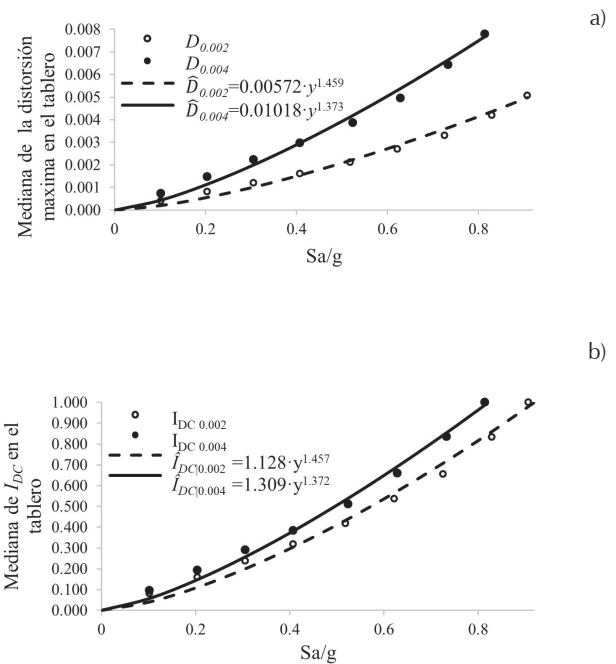 a)
0.008
0.007
0.006
0.005
0.004
0.003
0.002
0.001
0.000
Mediana de la distorsión
maxima en el tablero
D0.002
D0.004
D̂0.002=0.00572·y^1.459
D̂0.004=0.01018·y^1.373
0 0.2 0.4 0.6 0.8
Sa/g
b)
1.000
0.900
0.800
0.700
0.600
0.500
0.400
0.300
0.200
0.100
0.000
Mediana de IDC en el
tablero
IDC 0.002
IDC 0.004
ÎDC|0.002 =1.128·y^1.457
ÎDC|0.004 =1.309·y^1.372
0 0.2 0.4 0.6 0.8
Sa/g